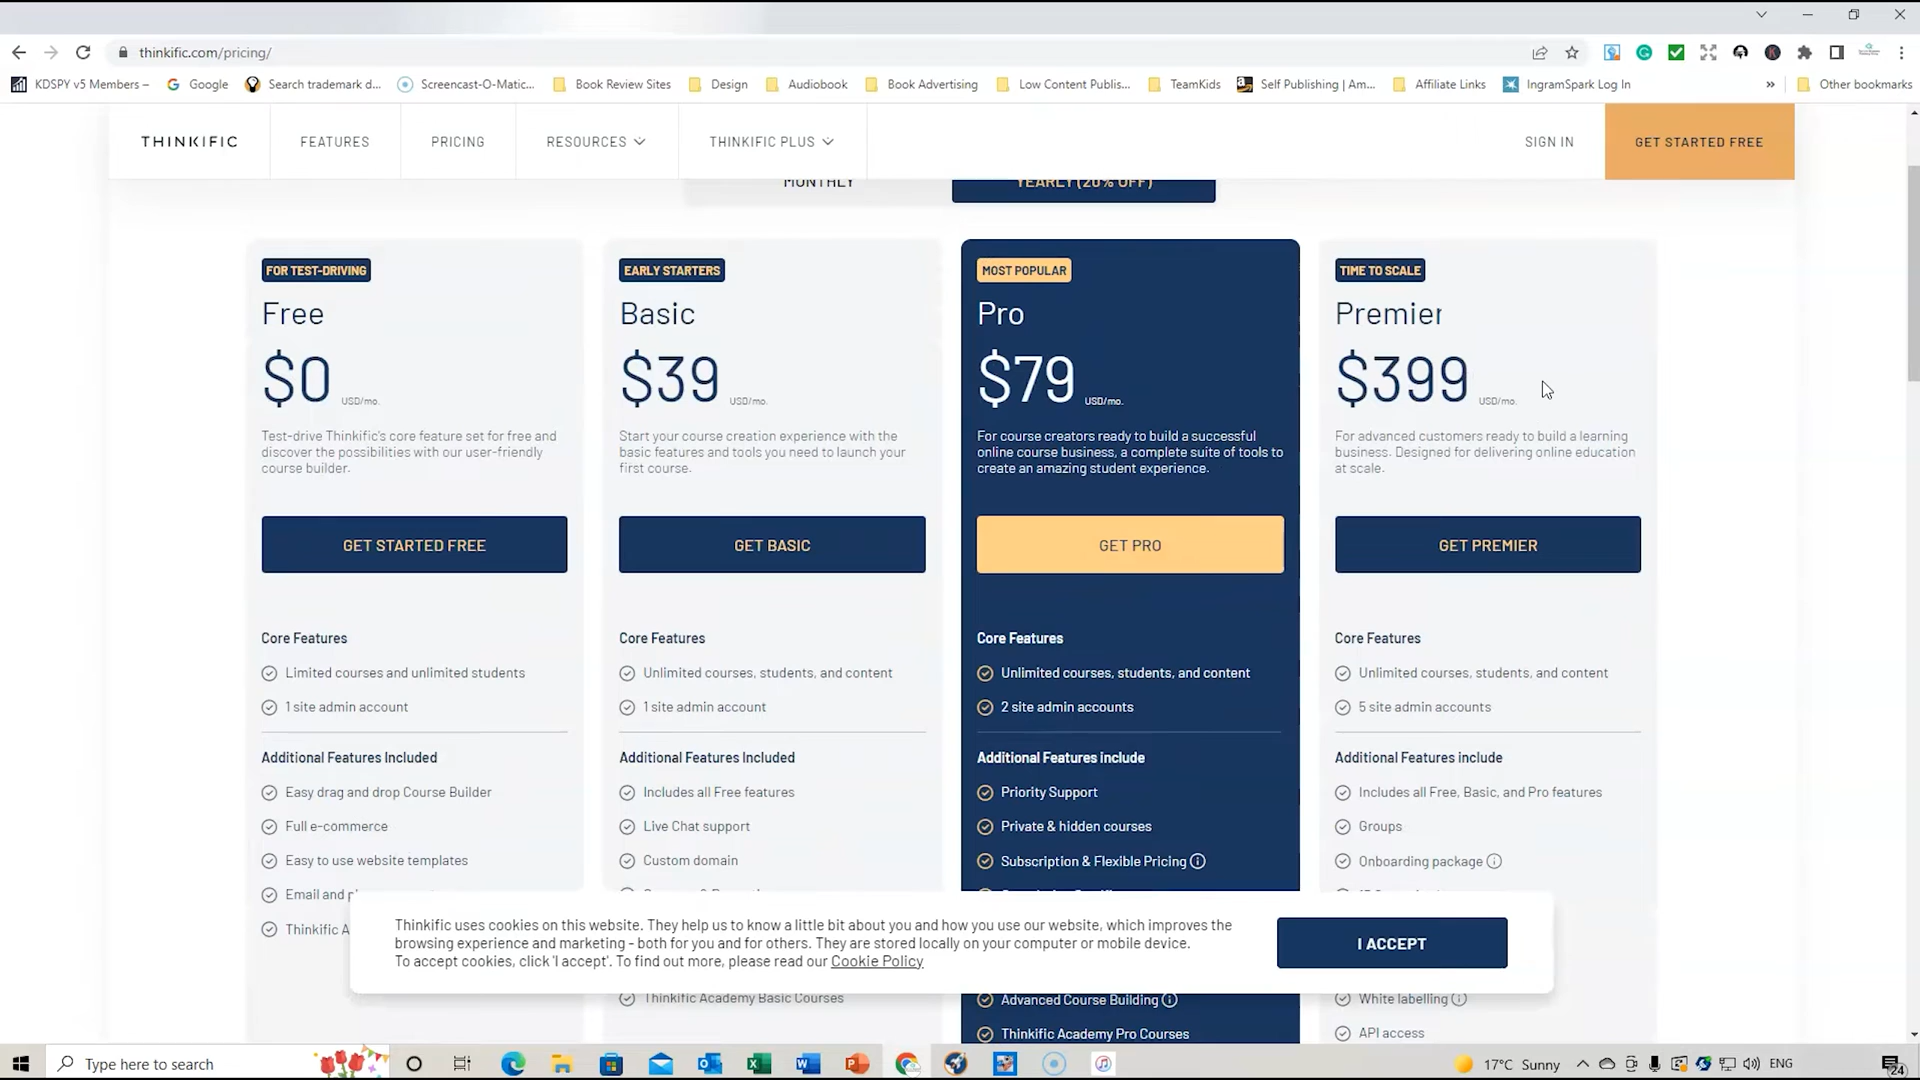 thinkific.com/pricing/
KDSPY v5 Members –
Google
Search trademark d...
Screencast-O-Matic...
Book Review Sites
Design
Audiobook
Book Advertising
Low Content Publis...
TeamKids
Self Publishing | Am...
Affiliate Links
IngramSpark Log In
»
Other bookmarks
THINKIFIC
FEATURES
PRICING
RESOURCES
THINKIFIC PLUS
SIGN IN
GET STARTED FREE
MONTHLY
YEARLY (20% OFF)
FOR TEST-DRIVING
Free
$0 USD/mo.
Test-drive Thinkific's core feature set for free and
discover the possibilities with our user-friendly
course builder.
GET STARTED FREE
Core Features
Limited courses and unlimited students
1 site admin account
Additional Features Included
Easy drag and drop Course Builder
Full e-commerce
Easy to use website templates
Email and
Thinkific A
EARLY STARTERS
Basic
$39 USD/mo.
Start your course creation experience with the
basic features and tools you need to launch your
first course.
GET BASIC
Core Features
Unlimited courses, students, and content
1 site admin account
Additional Features Included
Includes all Free features
Live Chat support
Custom domain
Thinkific Academy Basic Courses
MOST POPULAR
Pro
$79 USD/mo.
For course creators ready to build a successful
online course business, a complete suite of tools to
create an amazing student experience.
GET PRO
Core Features
Unlimited courses, students, and content
2 site admin accounts
Additional Features include
Priority Support
Private & hidden courses
Subscription & Flexible Pricing
Advanced Course Building
Thinkific Academy Pro Courses
TIME TO SCALE
Premier
$399 USD/mo.
For advanced customers ready to build a learning
business. Designed for delivering online education
at scale.
GET PREMIER
Core Features
Unlimited courses, students, and content
5 site admin accounts
Additional Features include
Includes all Free, Basic, and Pro features
Groups
Onboarding package
White labelling
API access
Thinkific uses cookies on this website. They help us to know a little bit about you and how you use our website, which improves the
browsing experience and marketing - both for you and for others. They are stored locally on your computer or mobile device.
To accept cookies, click 'I accept'. To find out more, please read our Cookie Policy
I ACCEPT
Type here to search
17°C Sunny
ENG
24